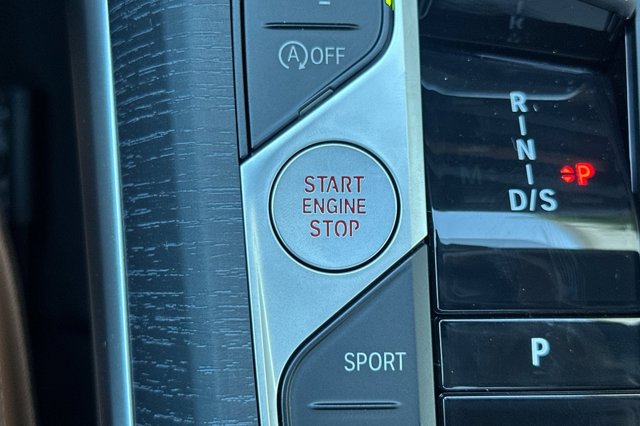 Ⓐ OFF
START
ENGINE
STOP
SPORT
R
N
D/S
P
P